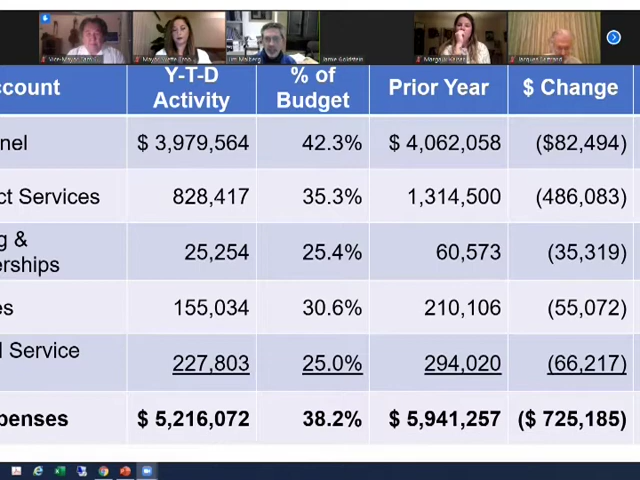 Jamie Goldstein
count Y-T-D Activity % of Budget Prior Year $ Change
nel $ 3,979,564 42.3% $ 4,062,058 ($82,494)
ct Services 828,417 35.3% 1,314,500 (486,083)
g &
erships 25,254 25.4% 60,573 (35,319)
es 155,034 30.6% 210,106 (55,072)
l Service 227,803 25.0% 294,020 (66,217)
penses $ 5,216,072 38.2% $ 5,941,257 ($ 725,185)